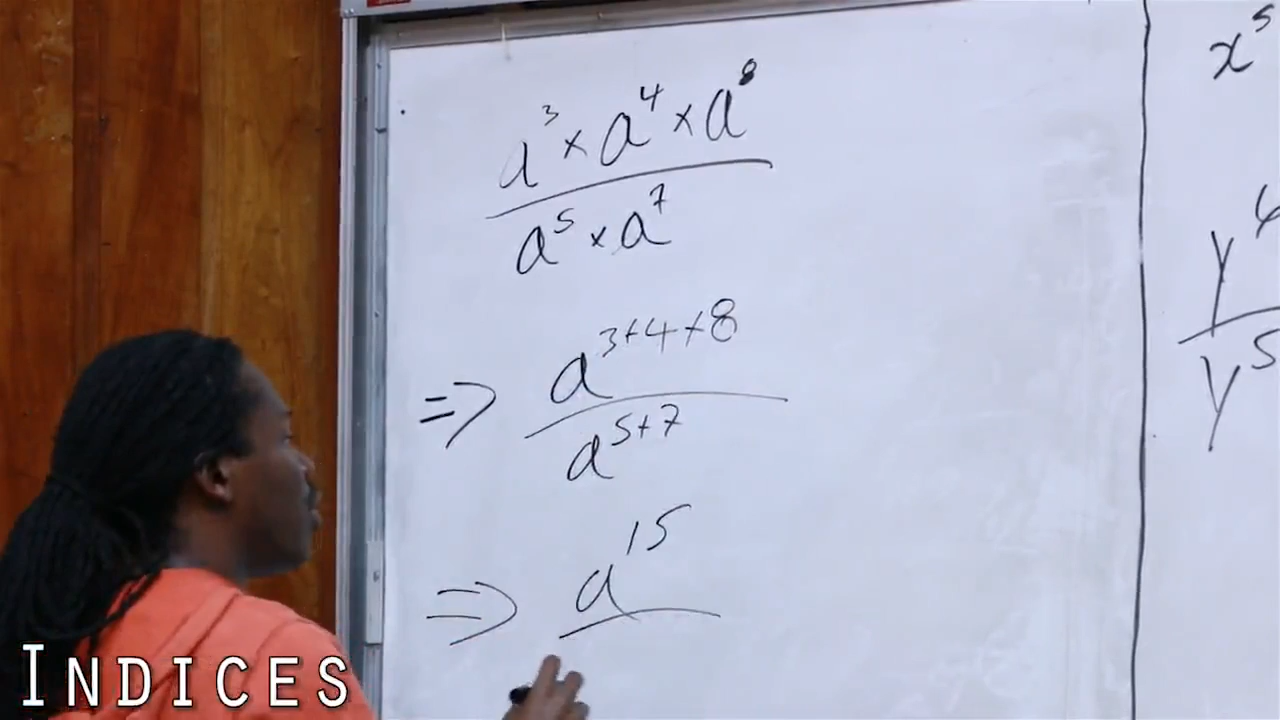 a³ × a⁴ × a⁸
a⁵ × a⁷
=> a³⁺⁴⁺⁸
a⁵⁺⁷
=> a¹⁵
x⁵
y⁴
y⁵
INDICES